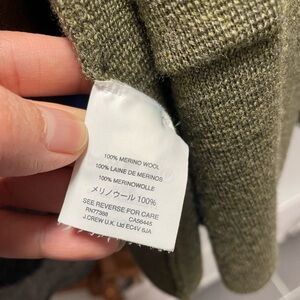 100% MERINO WOOL
100% LAINE DE MERINOS
100% MERINOWOLLE
メリノウール 100%
SEE REVERSE FOR CARE
RN77388 CA56445
J.CREW U.K. Ltd EC4V 6JA